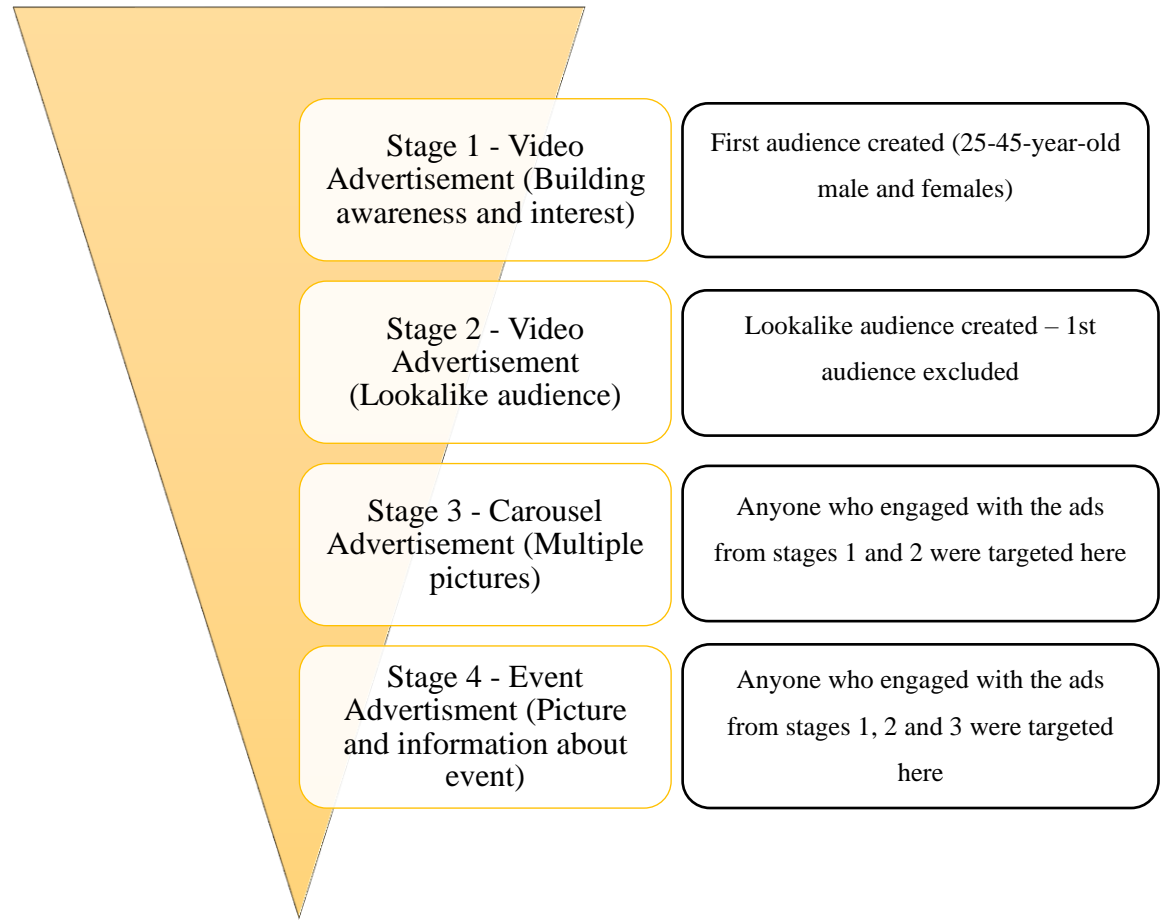 Stage 1 - Video
Advertisement (Building
awareness and interest)
First audience created (25-45-year-old
male and females)
Stage 2 - Video
Advertisement
(Lookalike audience)
Lookalike audience created – 1st
audience excluded
Stage 3 - Carousel
Advertisement (Multiple
pictures)
Anyone who engaged with the ads
from stages 1 and 2 were targeted here
Stage 4 - Event
Advertisment (Picture
and information about
event)
Anyone who engaged with the ads
from stages 1, 2 and 3 were targeted
here